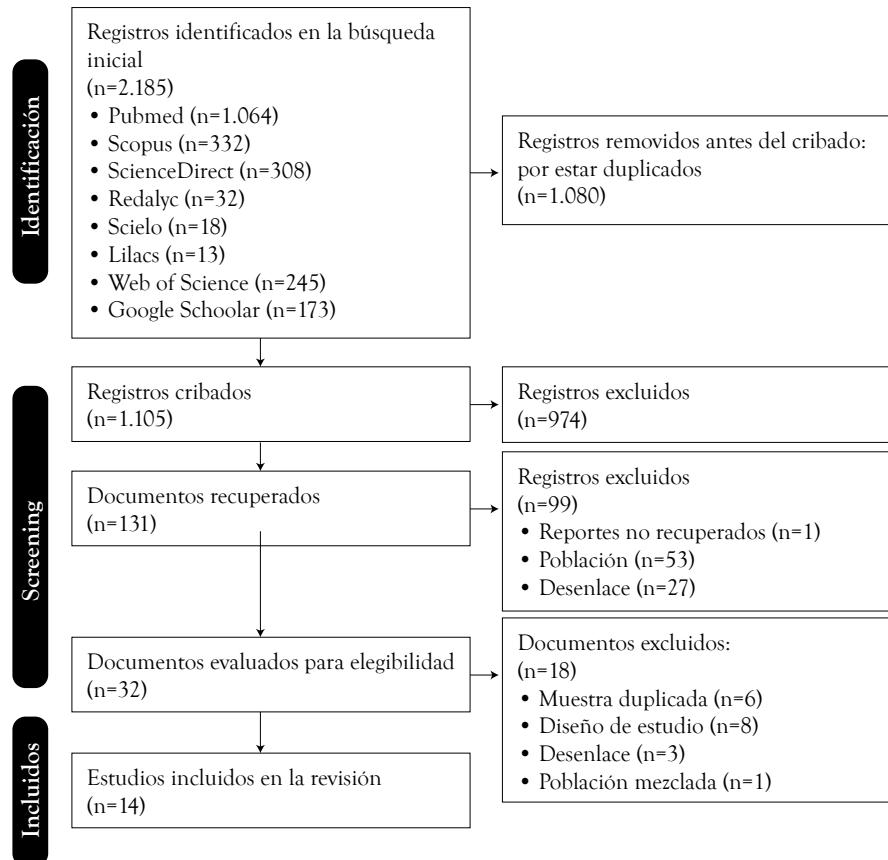 Identificación
Registros identificados en la búsqueda
inicial
(n=2.185)
• Pubmed (n=1.064)
• Scopus (n=332)
• ScienceDirect (n=308)
• Redalyc (n=32)
• Scielo (n=18)
• Lilacs (n=13)
• Web of Science (n=245)
• Google Schoolar (n=173)
Registros removidos antes del cribado:
por estar duplicados
(n=1.080)
Screening
Registros cribados
(n=1.105)
Registros excluidos
(n=974)
Documentos recuperados
(n=131)
Registros excluidos
(n=99)
• Reportes no recuperados (n=1)
• Población (n=53)
• Desenlace (n=27)
Documentos evaluados para elegibilidad
(n=32)
Documentos excluidos:
(n=18)
• Muestra duplicada (n=6)
• Diseño de estudio (n=8)
• Desenlace (n=3)
• Población mezclada (n=1)
Incluidos
Estudios incluidos en la revisión
(n=14)